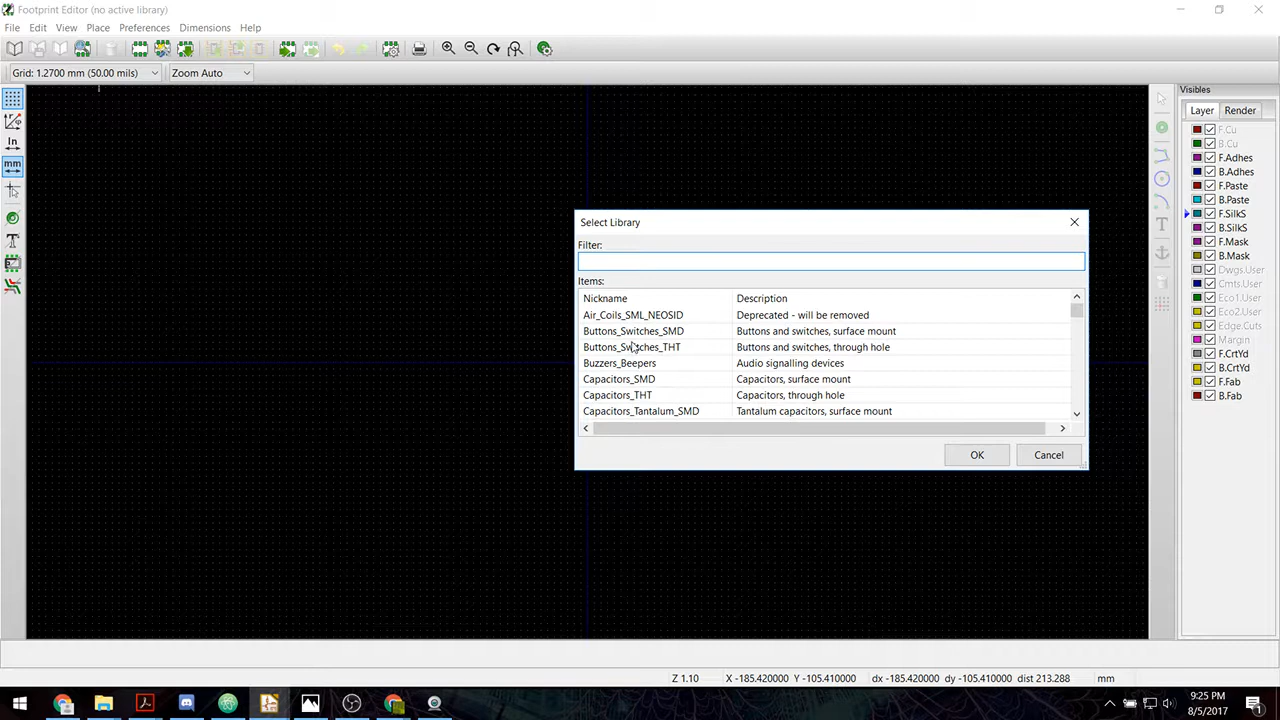 Footprint Editor (no active library)
File Edit View Place Preferences Dimensions Help
Grid: 1.2700 mm (50.00 mils) Zoom Auto
Visibles
Layer Render
In
mm
F.Cu
B.Cu
F.Adhes
B.Adhes
F.Paste
B.Paste
F.SilkS
B.SilkS
F.Mask
B.Mask
Dwgs.User
Cmts.User
Eco1.User
Eco2.User
Edge.Cuts
Margin
F.CrtYd
B.CrtYd
F.Fab
B.Fab
Select Library
Filter:
Items:
Nickname Description
Air_Coils_SML_NEOSID Deprecated - will be removed
Buttons_Switches_SMD Buttons and switches, surface mount
Buttons_Switches_THT Buttons and switches, through hole
Buzzers_Beepers Audio signalling devices
Capacitors_SMD Capacitors, surface mount
Capacitors_THT Capacitors, through hole
Capacitors_Tantalum_SMD Tantalum capacitors, surface mount
OK Cancel
Z 1.10 X -185.420000 Y -105.410000 dx -185.420000 dy -105.410000 dist 213.288 mm
9:25 PM
8/5/2017